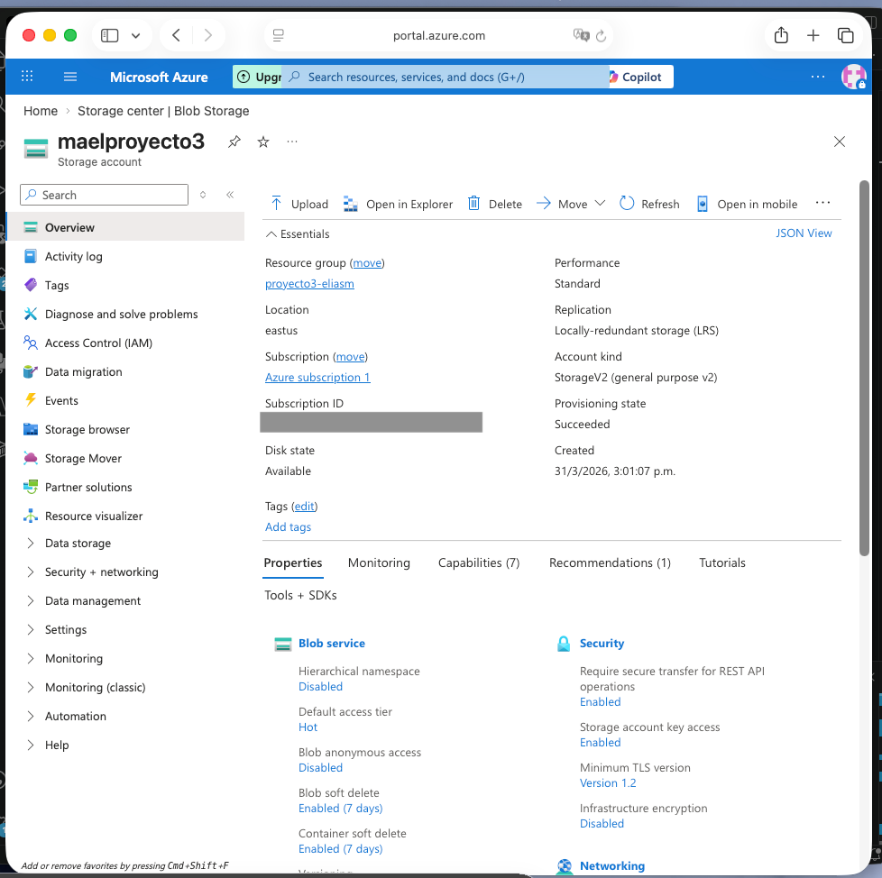 portal.azure.com
Microsoft Azure
Upgr
Search resources, services, and docs (G+/)
Copilot
Home > Storage center | Blob Storage
maelproyecto3
Storage account
Search
Overview
Activity log
Tags
Diagnose and solve problems
Access Control (IAM)
Data migration
Events
Storage browser
Storage Mover
Partner solutions
Resource visualizer
Data storage
Security + networking
Data management
Settings
Monitoring
Monitoring (classic)
Automation
Help
Add or remove favorites by pressing Cmd+Shift+F
Upload
Open in Explorer
Delete
Move
Refresh
Open in mobile
Essentials
JSON View
Resource group (move)
proyecto3-eliasm
Location
eastus
Subscription (move)
Azure subscription 1
Subscription ID
Disk state
Available
Tags (edit)
Add tags
Performance
Standard
Replication
Locally-redundant storage (LRS)
Account kind
StorageV2 (general purpose v2)
Provisioning state
Succeeded
Created
31/3/2026, 3:01:07 p.m.
Properties
Monitoring
Capabilities (7)
Recommendations (1)
Tutorials
Tools + SDKs
Blob service
Hierarchical namespace
Disabled
Default access tier
Hot
Blob anonymous access
Disabled
Blob soft delete
Enabled (7 days)
Container soft delete
Enabled (7 days)
Security
Require secure transfer for REST API
operations
Enabled
Storage account key access
Enabled
Minimum TLS version
Version 1.2
Infrastructure encryption
Disabled
Networking